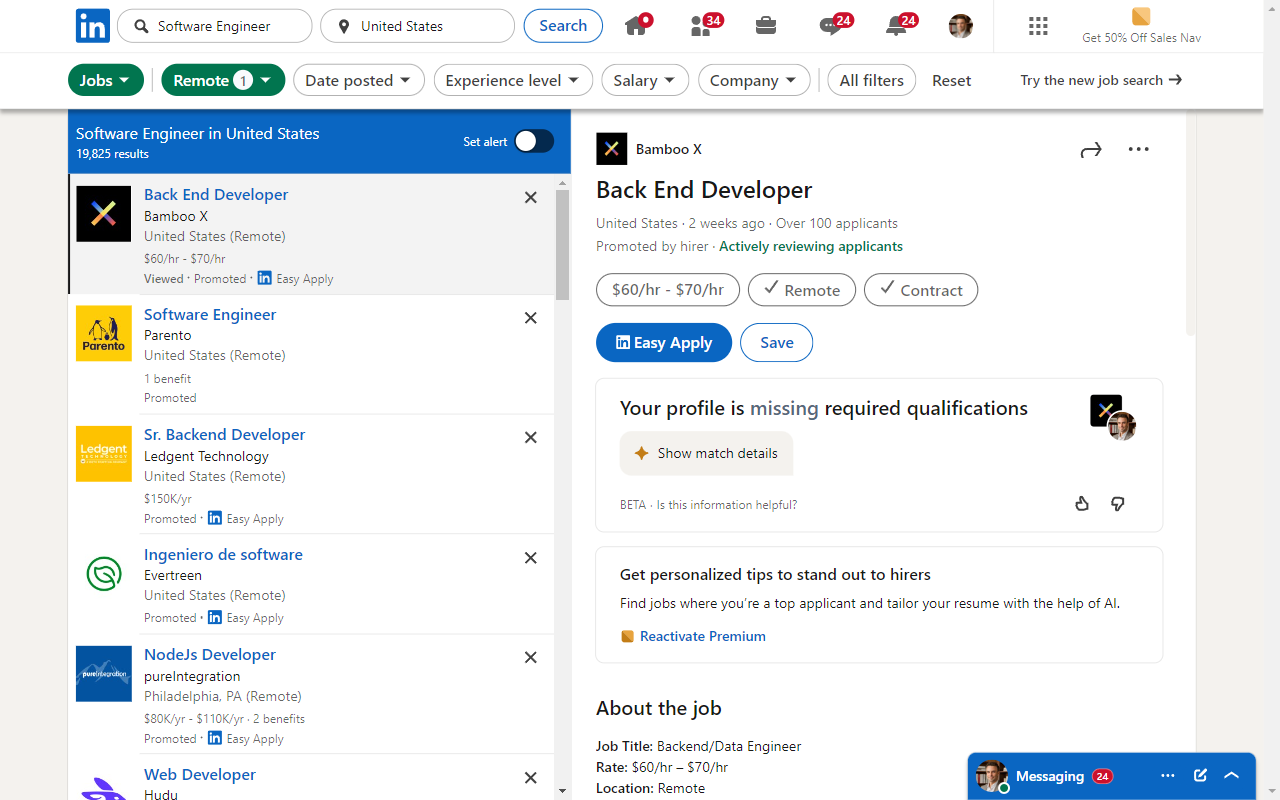 in
Software Engineer
United States
Search
34
24
24
Get 50% Off Sales Nav
Jobs
Remote 1
Date posted
Experience level
Salary
Company
All filters
Reset
Try the new job search →
Software Engineer in United States
19,825 results
Set alert
Back End Developer
Bamboo X
United States (Remote)
$60/hr - $70/hr
Viewed · Promoted · in Easy Apply
Parento
Software Engineer
Parento
United States (Remote)
1 benefit
Promoted
Ledgent
TECHNOLOGY
Sr. Backend Developer
Ledgent Technology
United States (Remote)
$150K/yr
Promoted · in Easy Apply
Ingeniero de software
Evertreen
United States (Remote)
Promoted · in Easy Apply
pureIntegration
NodeJs Developer
pureIntegration
Philadelphia, PA (Remote)
$80K/yr - $110K/yr · 2 benefits
Promoted · in Easy Apply
Web Developer
Hudu
Bamboo X
Back End Developer
United States · 2 weeks ago · Over 100 applicants
Promoted by hirer · Actively reviewing applicants
$60/hr - $70/hr
Remote
Contract
in Easy Apply
Save
Your profile is missing required qualifications
Show match details
BETA · Is this information helpful?
Get personalized tips to stand out to hirers
Find jobs where you’re a top applicant and tailor your resume with the help of AI.
Reactivate Premium
About the job
Job Title: Backend/Data Engineer
Rate: $60/hr – $70/hr
Location: Remote
Messaging 24